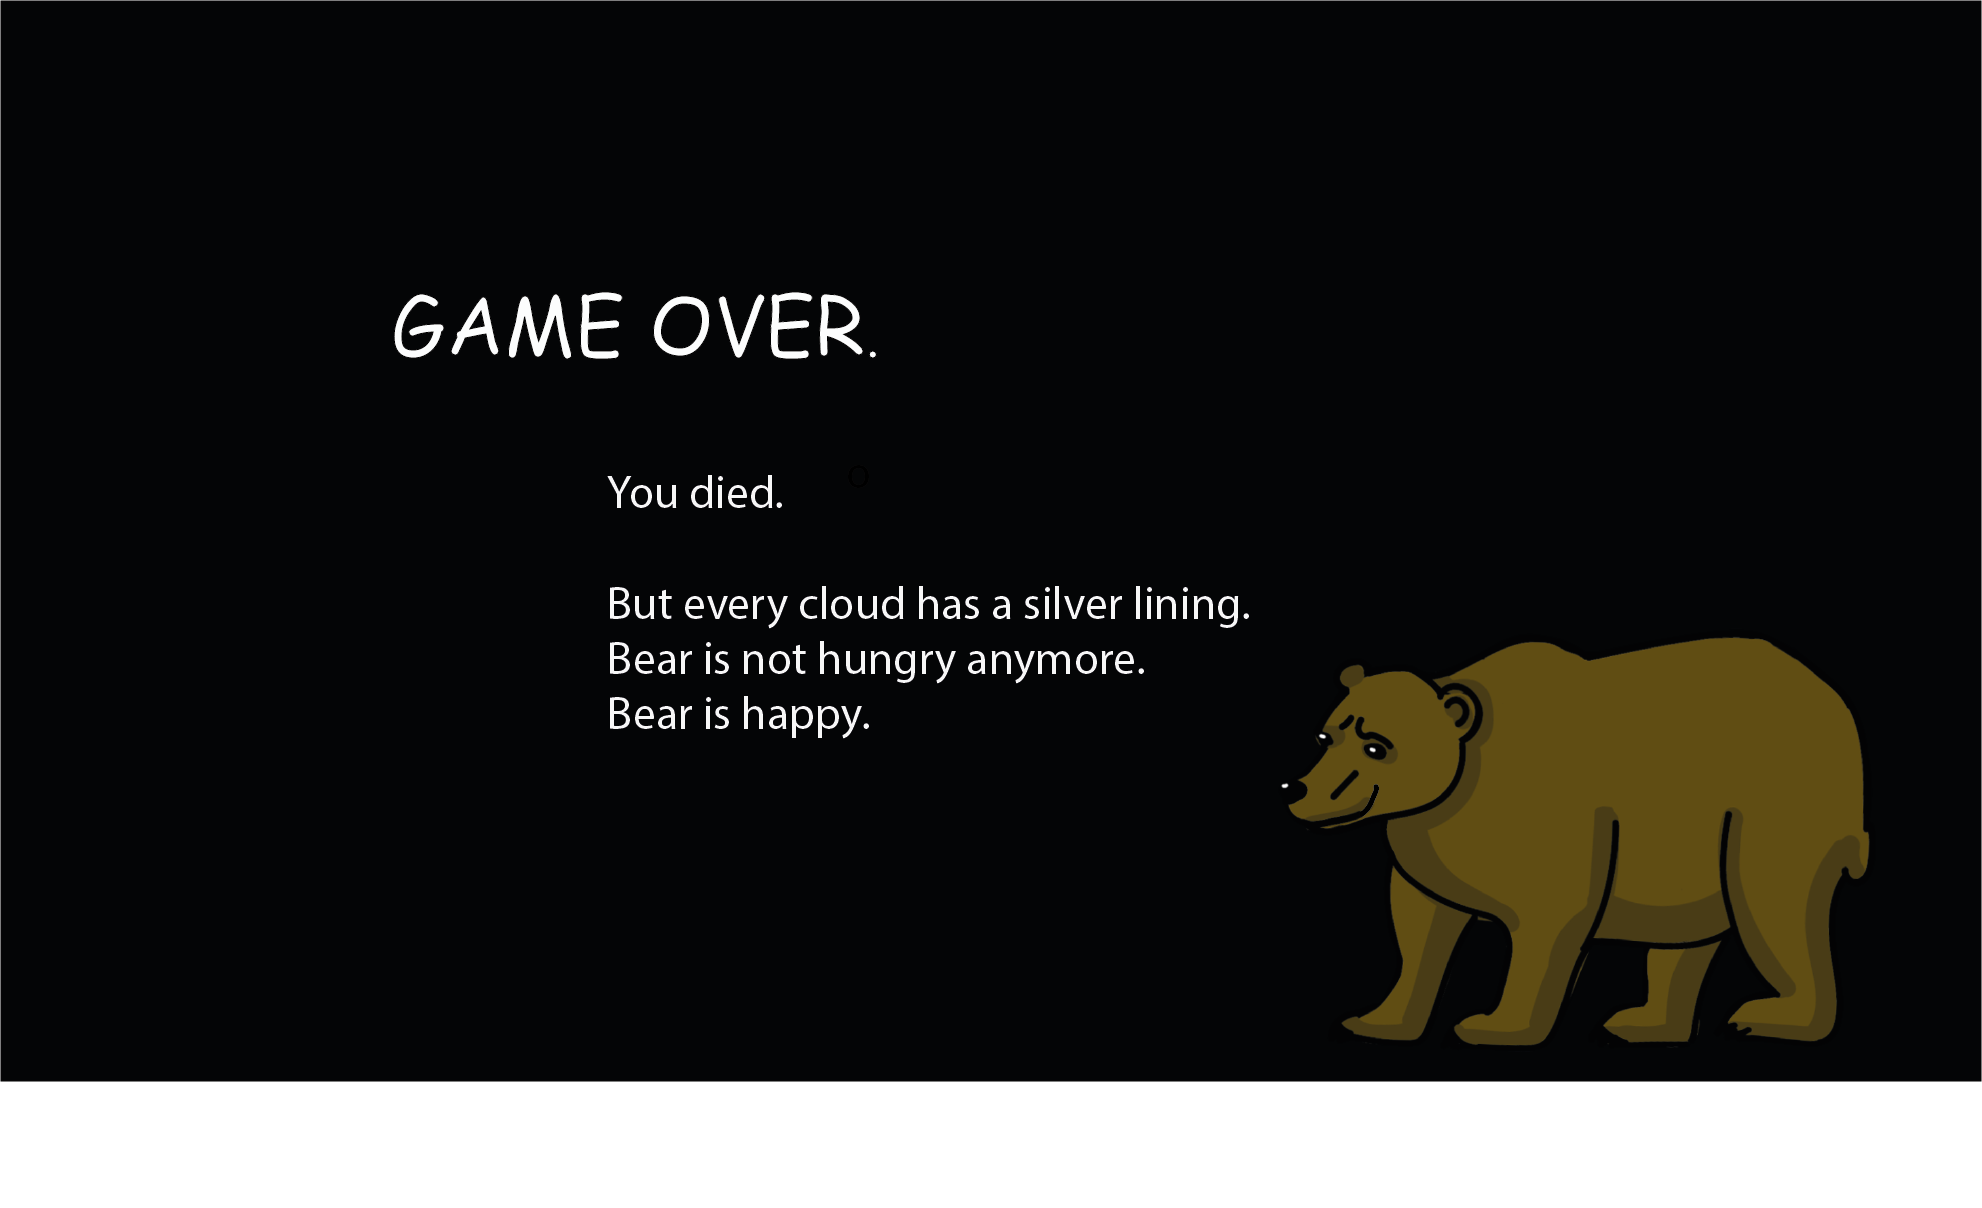 GAME OVER.
You died.
But every cloud has a silver lining.
Bear is not hungry anymore.
Bear is happy.